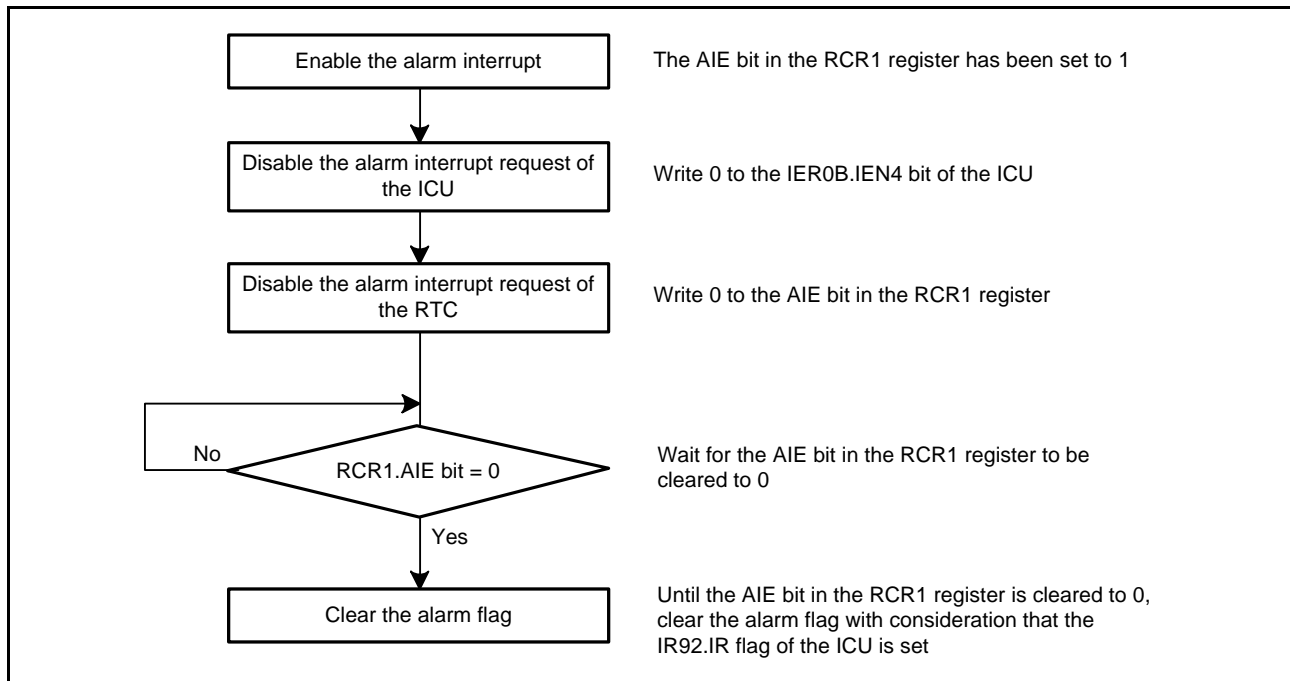 Enable the alarm interrupt
The AIE bit in the RCR1 register has been set to 1
Disable the alarm interrupt request of
the ICU
Write 0 to the IER0B.IEN4 bit of the ICU
Disable the alarm interrupt request of
the RTC
Write 0 to the AIE bit in the RCR1 register
No
RCR1.AIE bit = 0
Wait for the AIE bit in the RCR1 register to be
cleared to 0
Yes
Clear the alarm flag
Until the AIE bit in the RCR1 register is cleared to 0,
clear the alarm flag with consideration that the
IR92.IR flag of the ICU is set